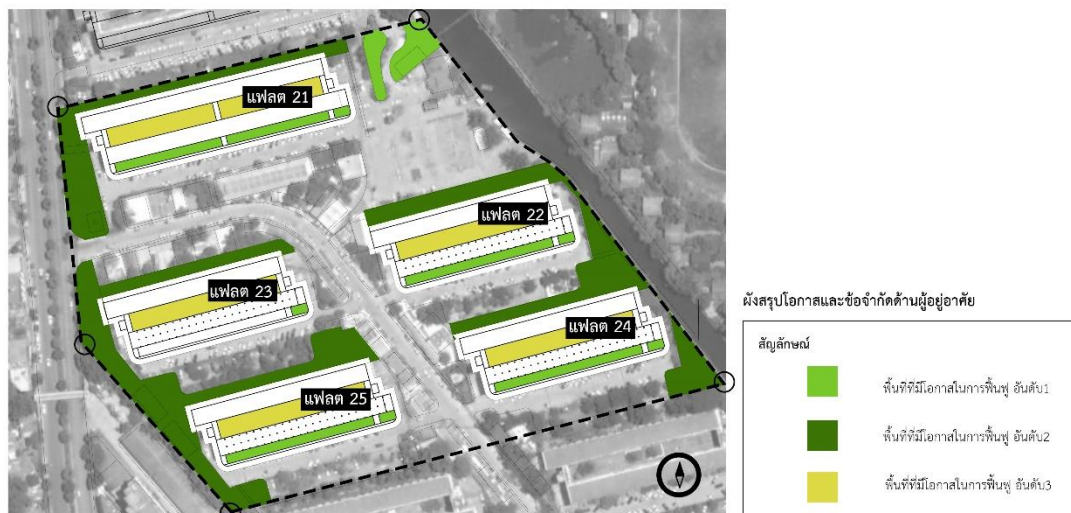 แฟลต 21
แฟลต 22
แฟลต 23
แฟลต 24
แฟลต 25
ผังสรุปโอกาสและข้อจำกัดด้านผู้อยู่อาศัย
สัญลักษณ์
พื้นที่ที่มีโอกาสในการฟื้นฟู อันดับ1
พื้นที่ที่มีโอกาสในการฟื้นฟู อันดับ2
พื้นที่ที่มีโอกาสในการฟื้นฟู อันดับ3